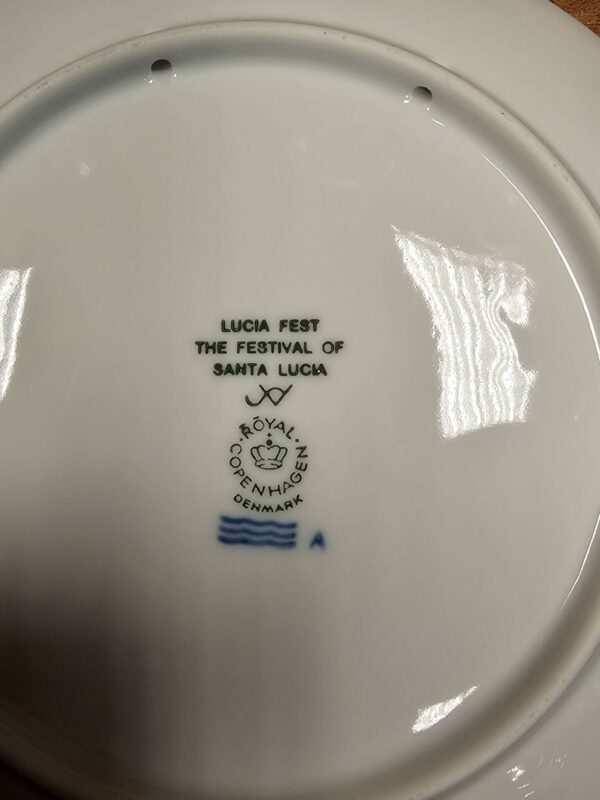 LUCIA FEST
THE FESTIVAL OF
SANTA LUCIA
ROYAL
COPENHAGEN
DENMARK
A